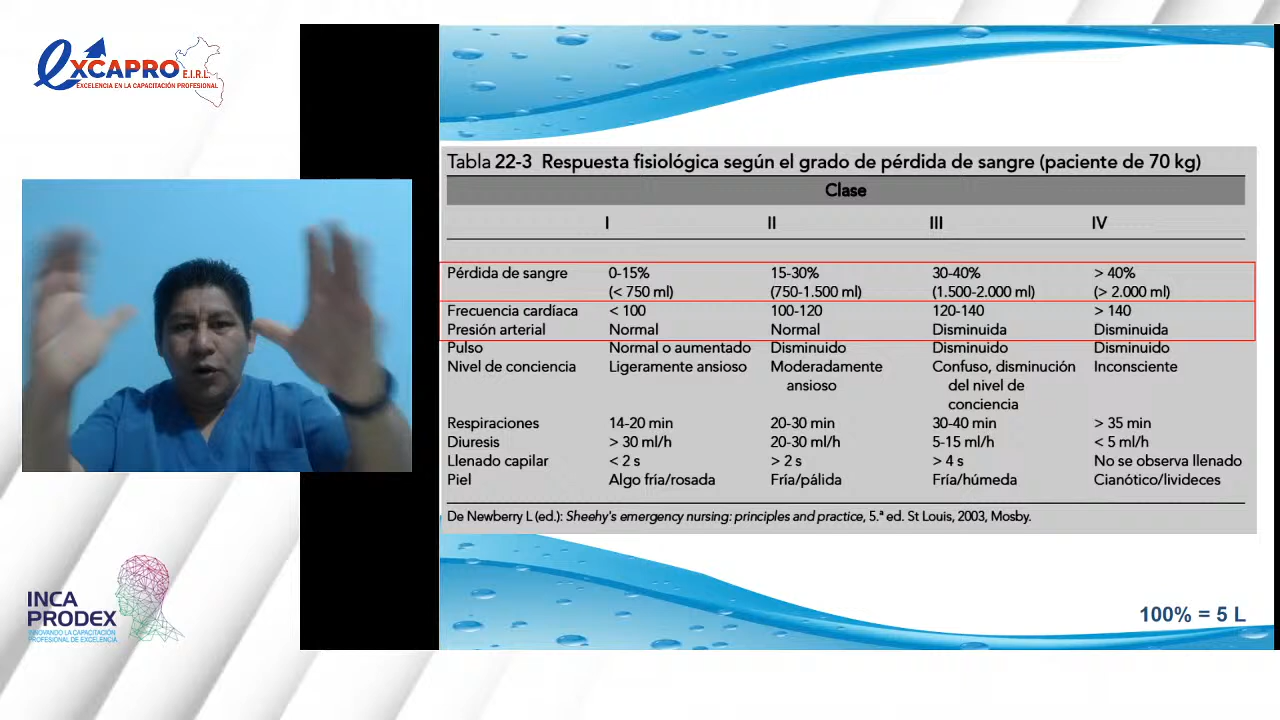 excapro E.I.R.L.
EXCELENCIA EN LA CAPACITACIÓN PROFESIONAL
Tabla 22-3 Respuesta fisiológica según el grado de pérdida de sangre (paciente de 70 kg)
Clase
I II III IV
Pérdida de sangre 0-15% 15-30% 30-40% > 40%
(< 750 ml) (750-1.500 ml) (1.500-2.000 ml) (> 2.000 ml)
Frecuencia cardíaca < 100 100-120 120-140 > 140
Presión arterial Normal Normal Disminuida Disminuida
Pulso Normal o aumentado Disminuido Disminuido Disminuido
Nivel de conciencia Ligeramente ansioso Moderadamente Confuso, disminución Inconsciente
ansioso del nivel de
conciencia
Respiraciones 14-20 min 20-30 min 30-40 min > 35 min
Diuresis > 30 ml/h 20-30 ml/h 5-15 ml/h < 5 ml/h
Llenado capilar < 2 s > 2 s > 4 s No se observa llenado
Piel Algo fría/rosada Fría/pálida Fría/húmeda Cianótico/livideces
De Newberry L (ed.): Sheehy's emergency nursing: principles and practice, 5.ª ed. St Louis, 2003, Mosby.
INCA
PRODEX
INNOVANDO LA CAPACITACIÓN
PROFESIONAL DE EXCELENCIA
100% = 5 L